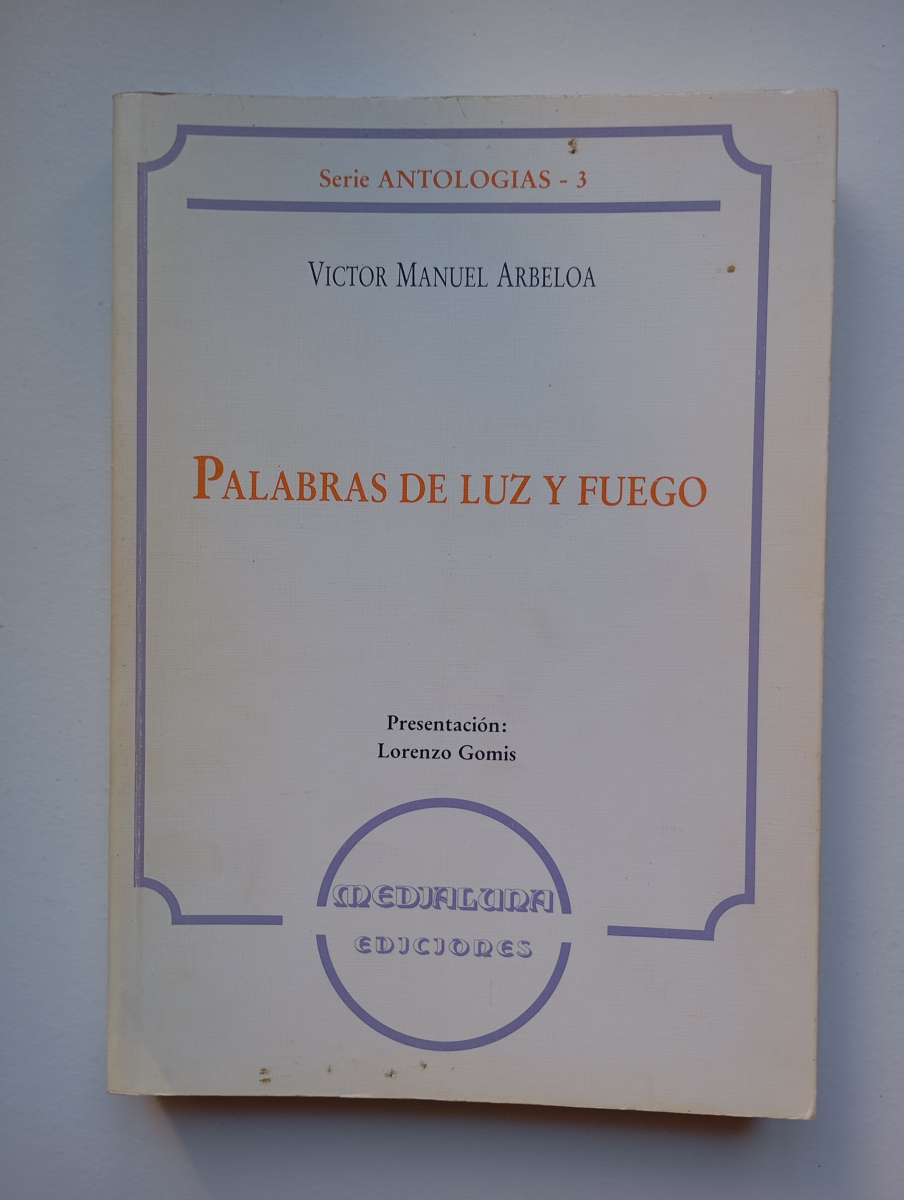 Serie ANTOLOGIAS - 3
VICTOR MANUEL ARBELOA
PALABRAS DE LUZ Y FUEGO
Presentación:
Lorenzo Gomis
MEDIALUNA
EDICIONES